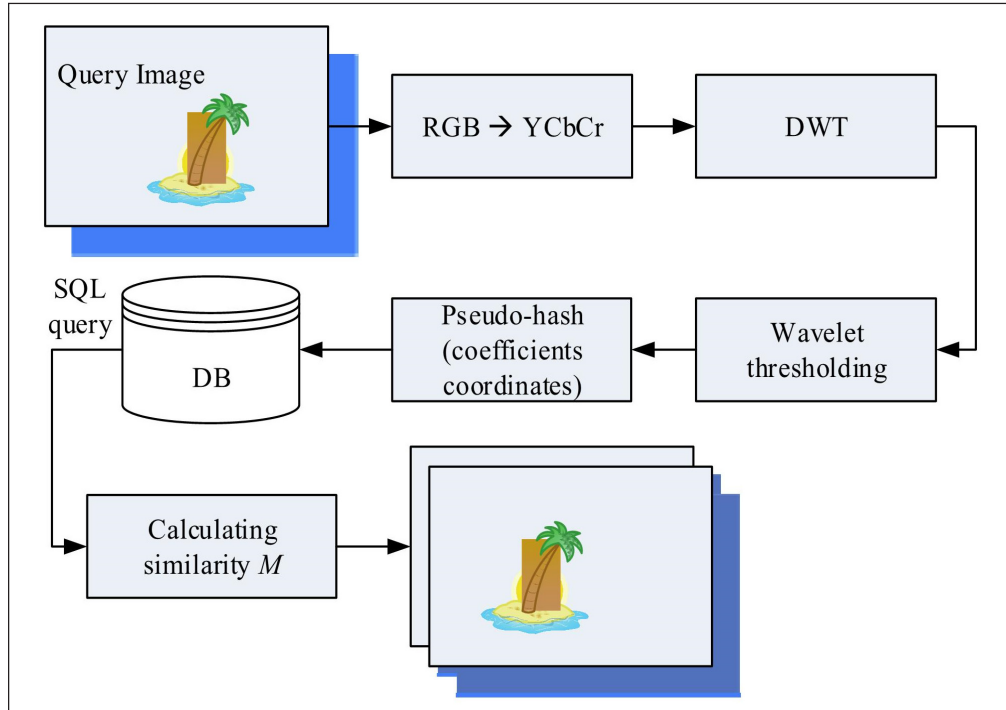 Query Image
RGB → YCbCr
DWT
Wavelet
thresholding
Pseudo-hash
(coefficients
coordinates)
DB
SQL
query
Calculating
similarity M